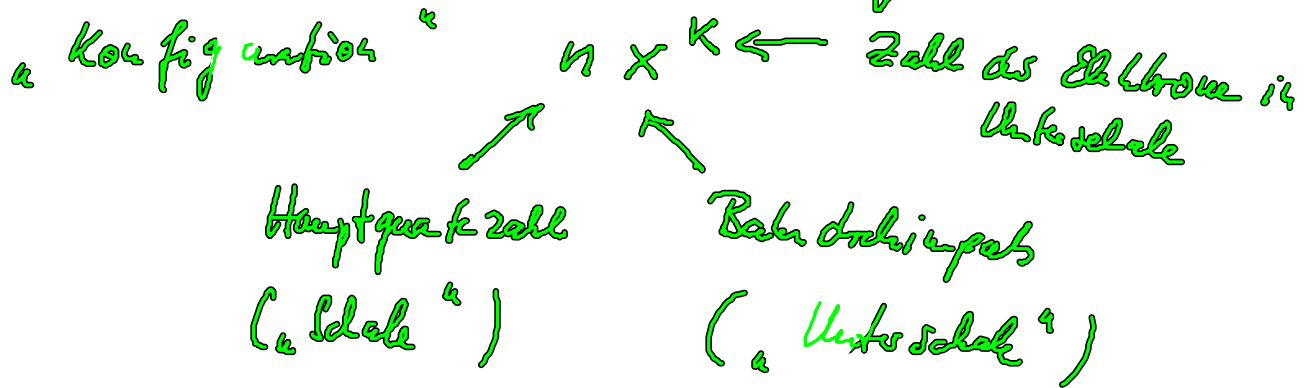 „Konfiguration“ n X^K ← Zahl der Elektronen in
Unterschale
Hauptquantenzahl Bahndrehimpuls
(„Schale“) („Unterschale“)